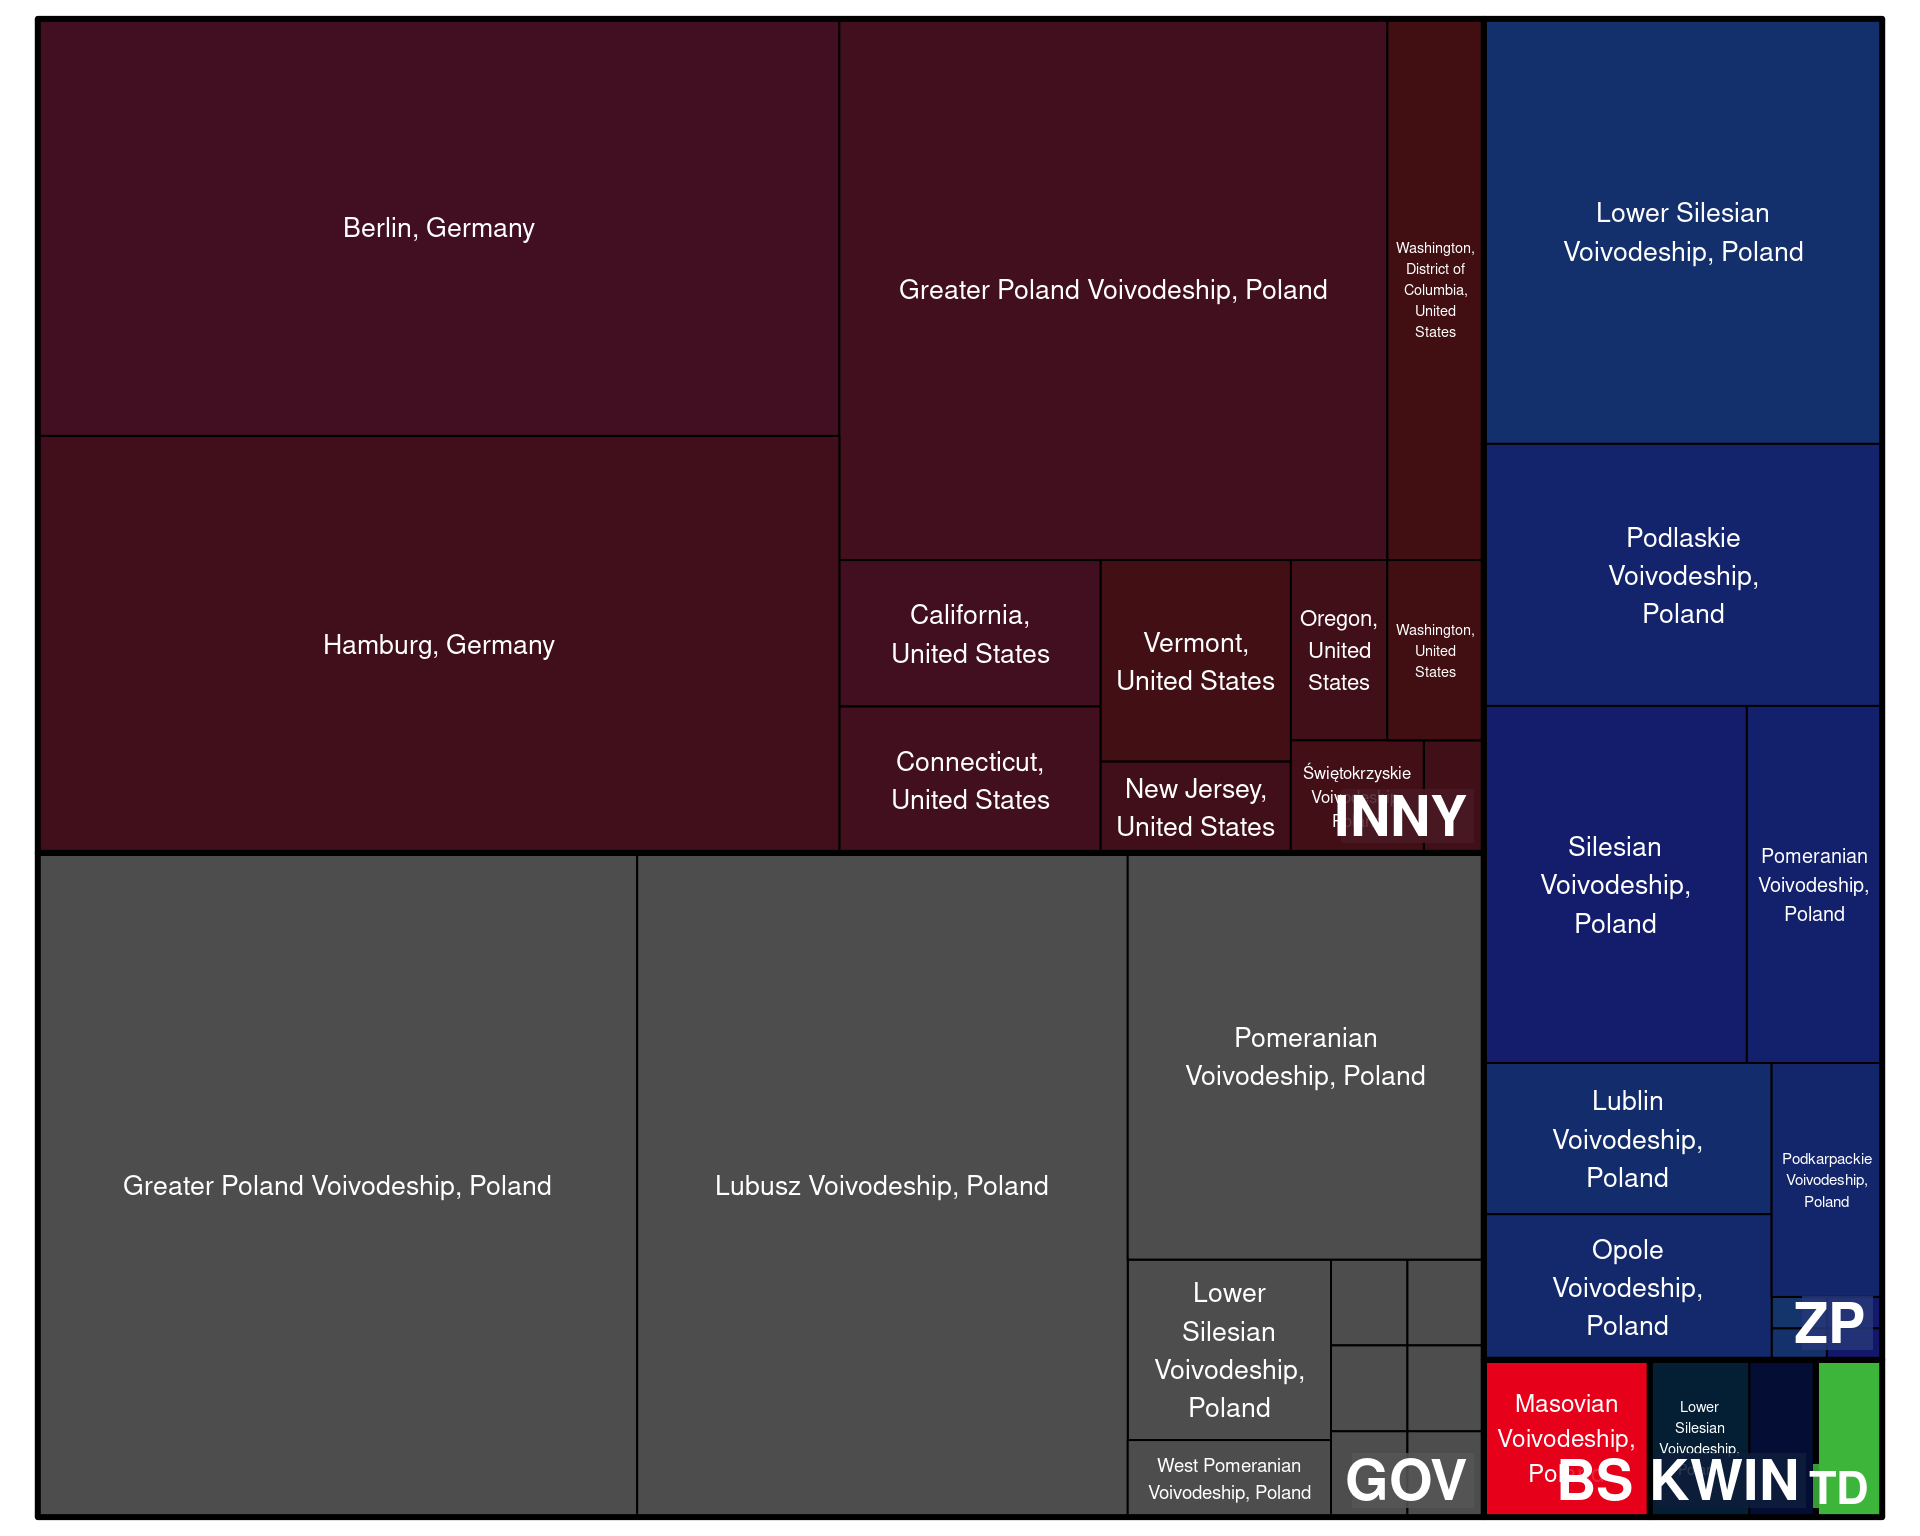 Berlin, Germany
Hamburg, Germany
Greater Poland Voivodeship, Poland
Washington,
District of
Columbia,
United
States
California,
United States
Connecticut,
United States
Vermont,
United States
New Jersey,
United States
Oregon,
United
States
Washington,
United
States
Świętokrzyskie
INNY
Greater Poland Voivodeship, Poland
Lubusz Voivodeship, Poland
Pomeranian
Voivodeship, Poland
Lower
Silesian
Voivodeship,
Poland
West Pomeranian
Voivodeship, Poland
GOV
Lower Silesian
Voivodeship, Poland
Podlaskie
Voivodeship,
Poland
Silesian
Voivodeship,
Poland
Pomeranian
Voivodeship,
Poland
Lublin
Voivodeship,
Poland
Opole
Voivodeship,
Poland
Podkarpackie
Voivodeship,
Poland
ZP
Masovian
Voivodeship,
BS
Lower
Silesian
Voivodeship,
KWIN
TD